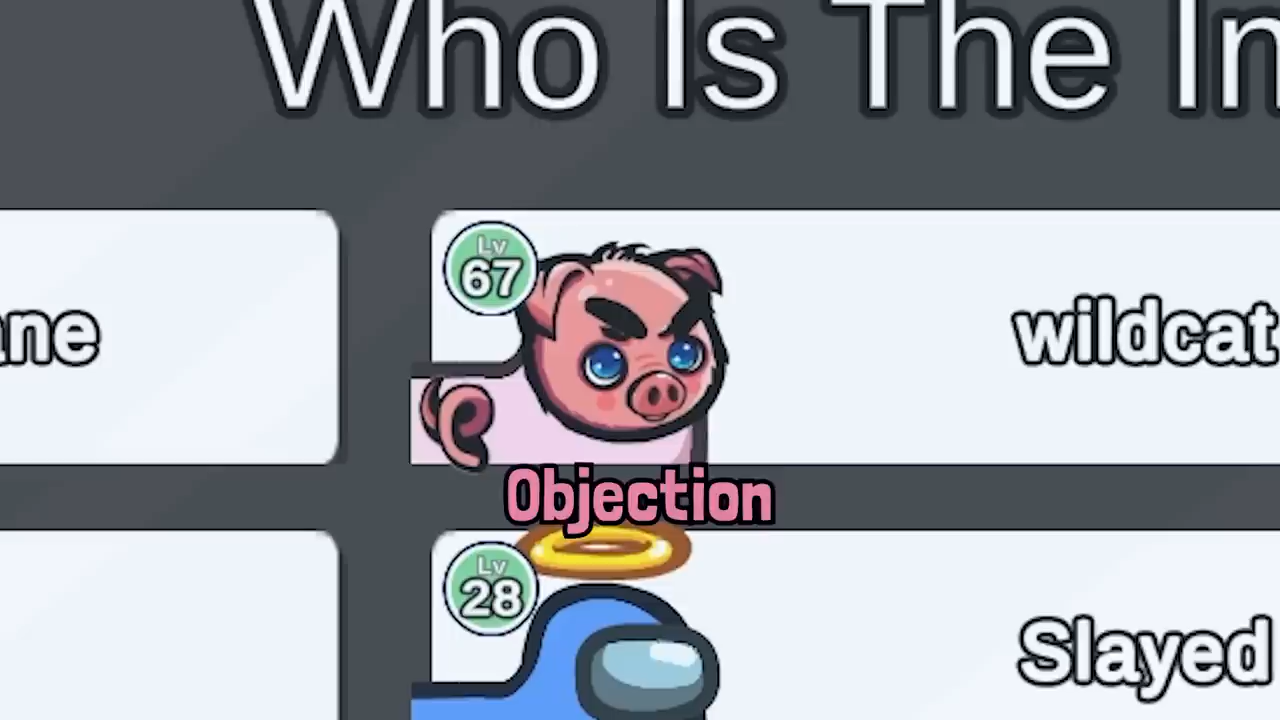 Who Is The In
Lv
67
ane
wildcat
Objection
Lv
28
Slayed